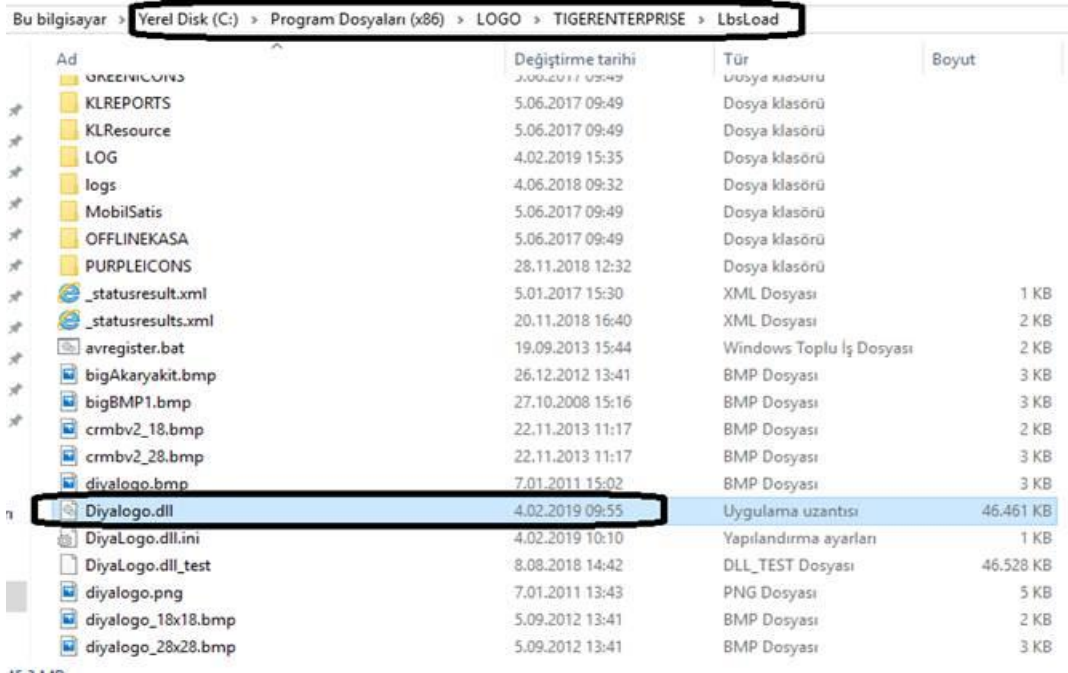 Bu bilgisayar > Yerel Disk (C:) > Program Dosyaları (x86) > LOGO > TIGERENTERPRISE > LbsLoad
Ad Değiştirme tarihi Tür Boyut
GREENICONS 5.06.2017 09:49 Dosya klasörü
KLREPORTS 5.06.2017 09:49 Dosya klasörü
KLResource 5.06.2017 09:49 Dosya klasörü
LOG 4.02.2019 15:35 Dosya klasörü
logs 4.06.2018 09:32 Dosya klasörü
MobilSatis 5.06.2017 09:49 Dosya klasörü
OFFLINEKASA 5.06.2017 09:49 Dosya klasörü
PURPLEICONS 28.11.2018 12:32 Dosya klasörü
_statusresult.xml 5.01.2017 15:30 XML Dosyası 1 KB
_statusresults.xml 20.11.2018 16:40 XML Dosyası 2 KB
avregister.bat 19.09.2013 15:44 Windows Toplu İş Dosyası 2 KB
bigAkaryakit.bmp 26.12.2012 13:41 BMP Dosyası 3 KB
bigBMP1.bmp 27.10.2008 15:16 BMP Dosyası 3 KB
crmbv2_18.bmp 22.11.2013 11:17 BMP Dosyası 2 KB
crmbv2_28.bmp 22.11.2013 11:17 BMP Dosyası 3 KB
diyalogo.bmp 7.01.2011 15:02 BMP Dosyası 3 KB
Diyalogo.dll 4.02.2019 09:55 Uygulama uzantısı 46.461 KB
DiyaLogo.dll.ini 4.02.2019 10:10 Yapılandırma ayarları 1 KB
DiyaLogo.dll_test 8.08.2018 14:42 DLL_TEST Dosyası 46.528 KB
diyalogo.png 7.01.2011 13:43 PNG Dosyası 5 KB
diyalogo_18x18.bmp 5.09.2012 13:41 BMP Dosyası 2 KB
diyalogo_28x28.bmp 5.09.2012 13:41 BMP Dosyası 3 KB